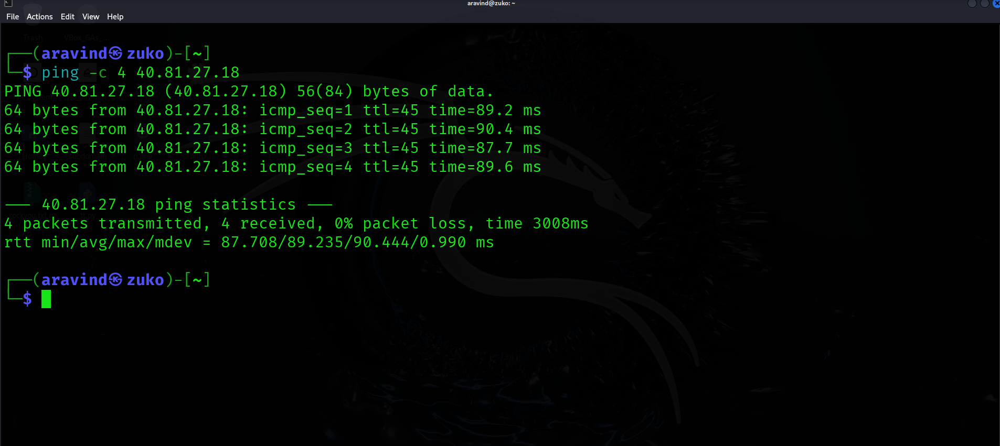 aravind@zuko: ~
File Actions Edit View Help
Trash VBox_GAs_...
┌──(aravind㉿zuko)-[~]
└─$ ping -c 4 40.81.27.18
PING 40.81.27.18 (40.81.27.18) 56(84) bytes of data.
64 bytes from 40.81.27.18: icmp_seq=1 ttl=45 time=89.2 ms
64 bytes from 40.81.27.18: icmp_seq=2 ttl=45 time=90.4 ms
64 bytes from 40.81.27.18: icmp_seq=3 ttl=45 time=87.7 ms
64 bytes from 40.81.27.18: icmp_seq=4 ttl=45 time=89.6 ms
--- 40.81.27.18 ping statistics ---
4 packets transmitted, 4 received, 0% packet loss, time 3008ms
rtt min/avg/max/mdev = 87.708/89.235/90.444/0.990 ms
┌──(aravind㉿zuko)-[~]
└─$